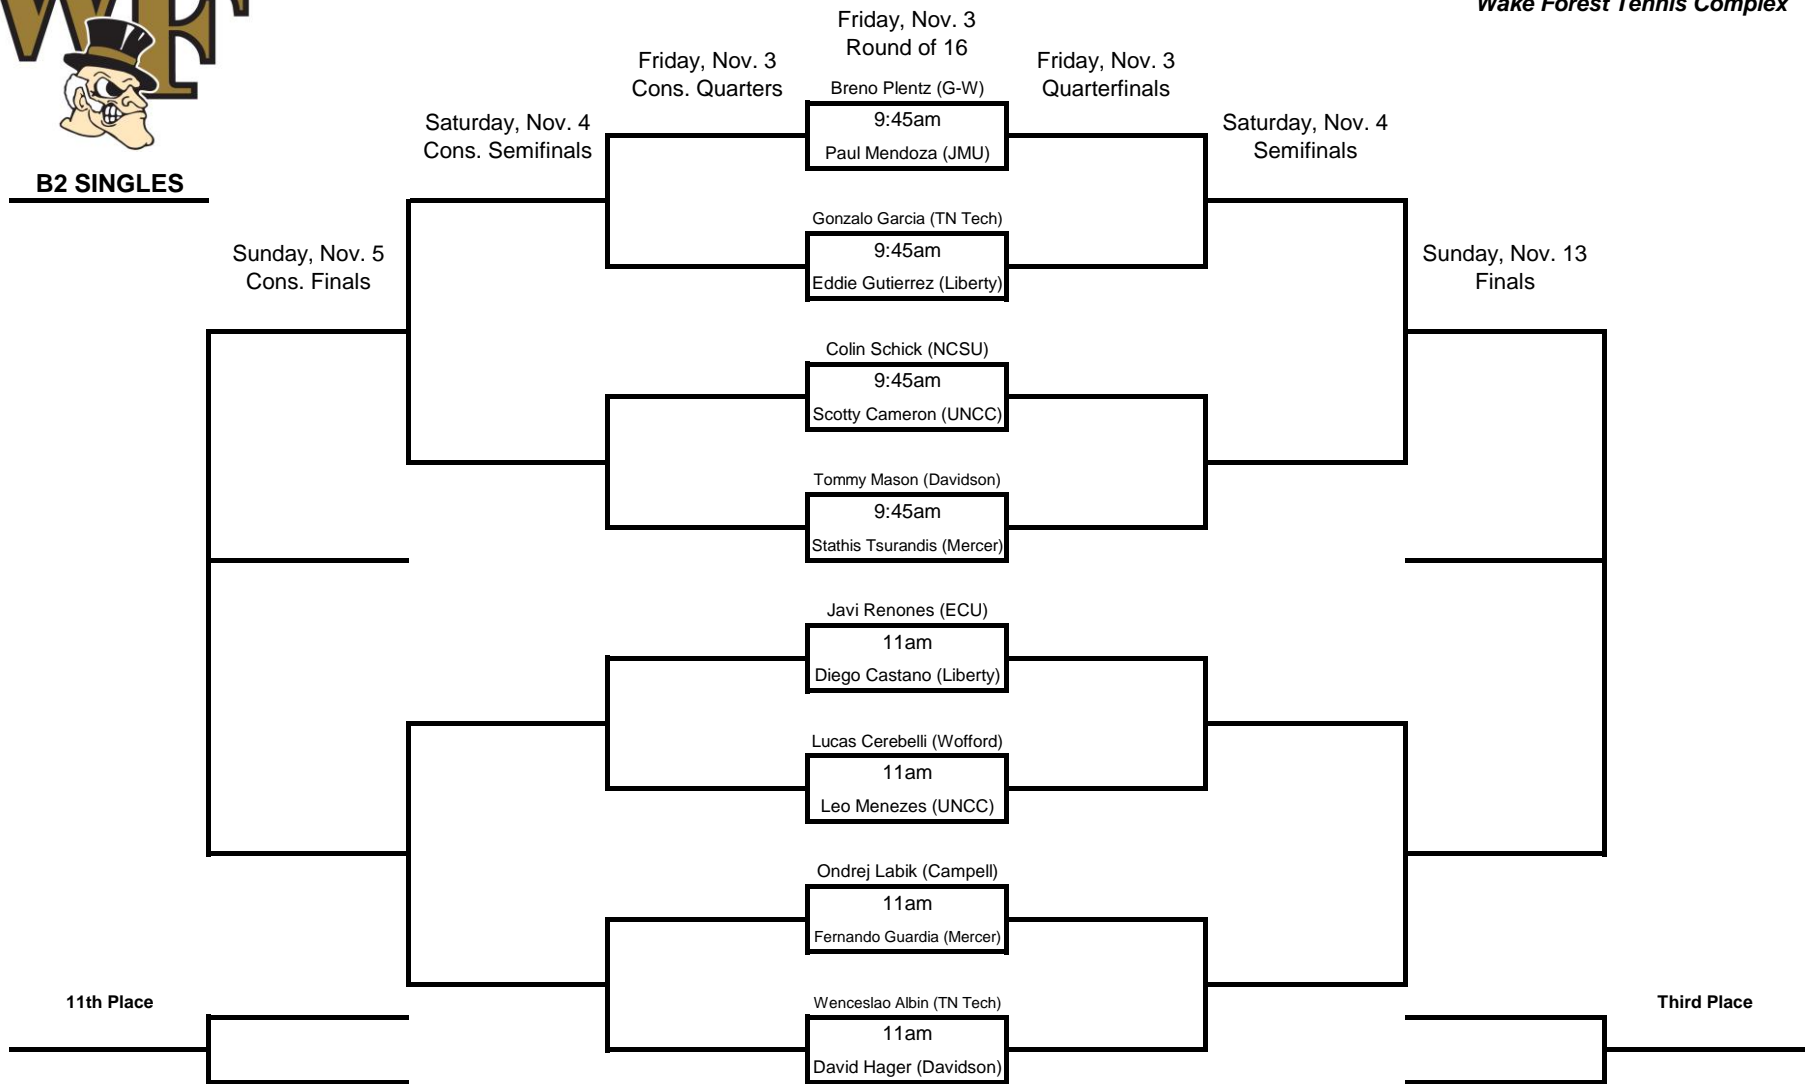 WF
Wake Forest Tennis Complex
B2 SINGLES
Sunday, Nov. 5
Cons. Finals
Saturday, Nov. 4
Cons. Semifinals
Friday, Nov. 3
Cons. Quarters
Friday, Nov. 3
Round of 16
Friday, Nov. 3
Quarterfinals
Saturday, Nov. 4
Semifinals
Sunday, Nov. 13
Finals
Breno Plentz (G-W)
9:45am
Paul Mendoza (JMU)
Gonzalo Garcia (TN Tech)
9:45am
Eddie Gutierrez (Liberty)
Colin Schick (NCSU)
9:45am
Scotty Cameron (UNCC)
Tommy Mason (Davidson)
9:45am
Stathis Tsurandis (Mercer)
Javi Renones (ECU)
11am
Diego Castano (Liberty)
Lucas Cerebelli (Wofford)
11am
Leo Menezes (UNCC)
Ondrej Labik (Campell)
11am
Fernando Guardia (Mercer)
Wenceslao Albin (TN Tech)
11am
David Hager (Davidson)
11th Place
Third Place